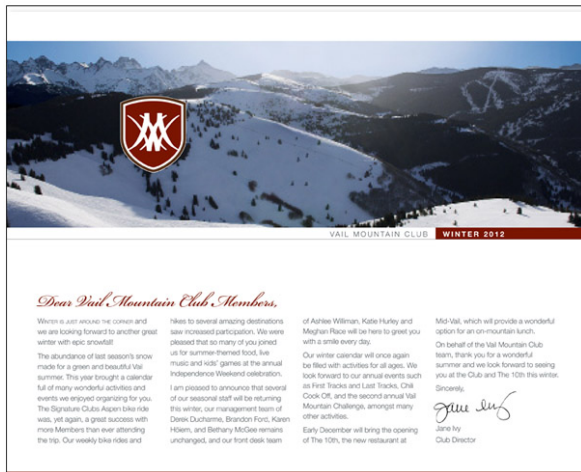 VAIL MOUNTAIN CLUB WINTER 2012
Dear Vail Mountain Club Members,
WINTER IS JUST AROUND THE CORNER and
we are looking forward to another great
winter with epic snowfall!
The abundance of last season's snow
made for a green and beautiful Vail
summer. This year brought a calendar
full of many wonderful activities and
events we enjoyed organizing for you.
The Signature Clubs Aspen bike ride
was, yet again, a great success with
more Members than ever attending
the trip. Our weekly bike rides and
hikes to several amazing destinations
saw increased participation. We were
pleased that so many of you joined
us for summer-themed food, live
music and kids' games at the annual
Independence Weekend celebration.
I am pleased to announce that several
of our seasonal staff will be returning
this winter, our management team of
Derek Ducharme, Brandon Ford, Karen
and Bethany McGee remains
unchanged, and our front desk team
of Ashlee Williman, Katie Hurley and
Meghan Race will be here to greet you
with a smile every day.
Our winter calendar will once again
be filled with activities for all ages. We
look forward to our annual events such
as First Tracks and Last Tracks, Chili
Cook Off, and the second annual Vail
Mountain Challenge, amongst many
other activities.
Early December will bring the opening
of The 10th, the new restaurant at
Mid-Vail, which will provide a wonderful
option for an on-mountain lunch.
On behalf of the Vail Mountain Club
team, thank you for a wonderful
summer and we look forward to seeing
you at the Club and The 10th this winter.
Sincerely,
Jane Ivy
Jane Ivy
Club Director